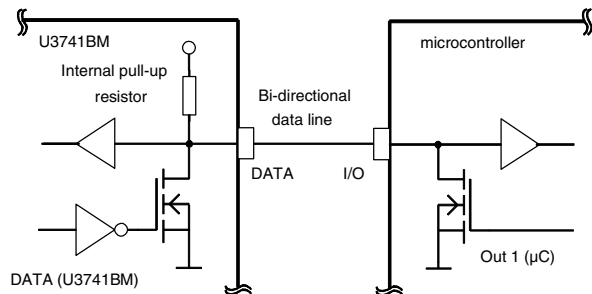 U3741BM
microcontroller
Internal pull-up
resistor
Bi-directional
data line
DATA
I/O
DATA (U3741BM)
Out 1 (µC)